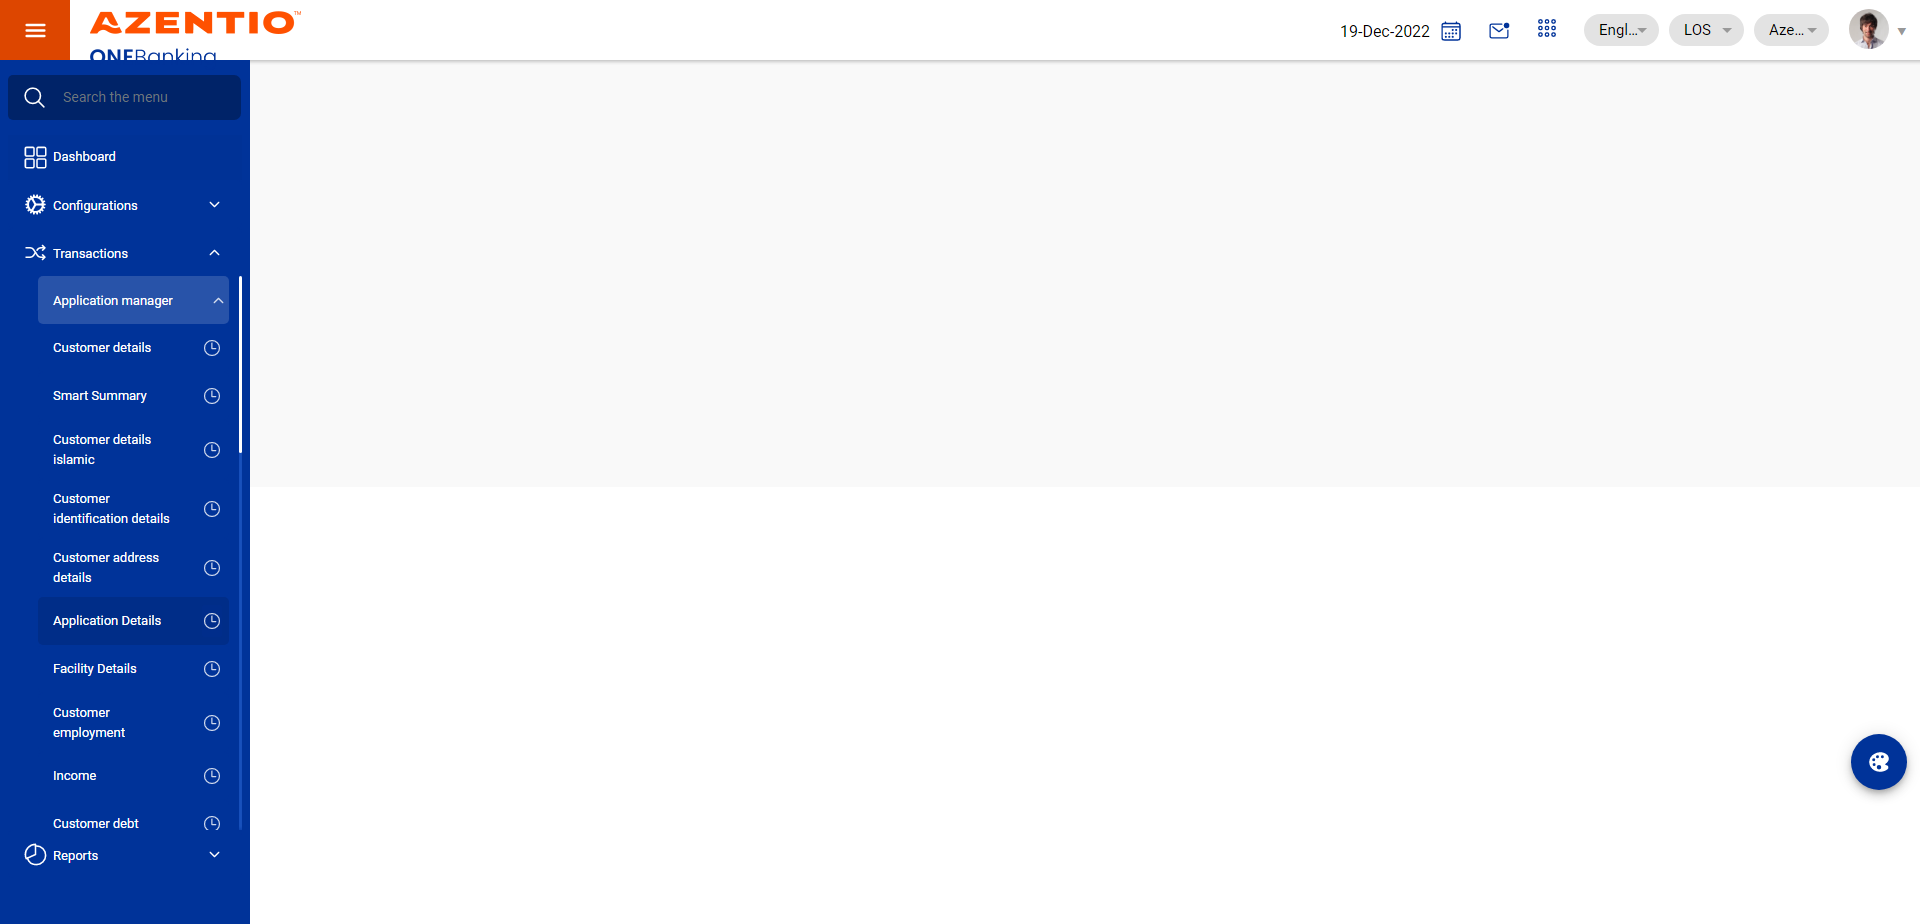 AZENTIO™
ONEBanking
19-Dec-2022
Engl...
LOS
Aze...
Search the menu
Dashboard
Configurations
Transactions
Application manager
Customer details
Smart Summary
Customer details
islamic
Customer
identification details
Customer address
details
Application Details
Facility Details
Customer
employment
Income
Customer debt
Reports